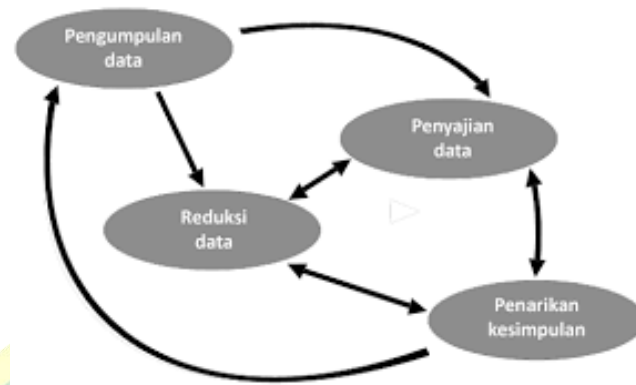 Pengumpulan
data
Penyajian
data
Reduksi
data
Penarikan
kesimpulan